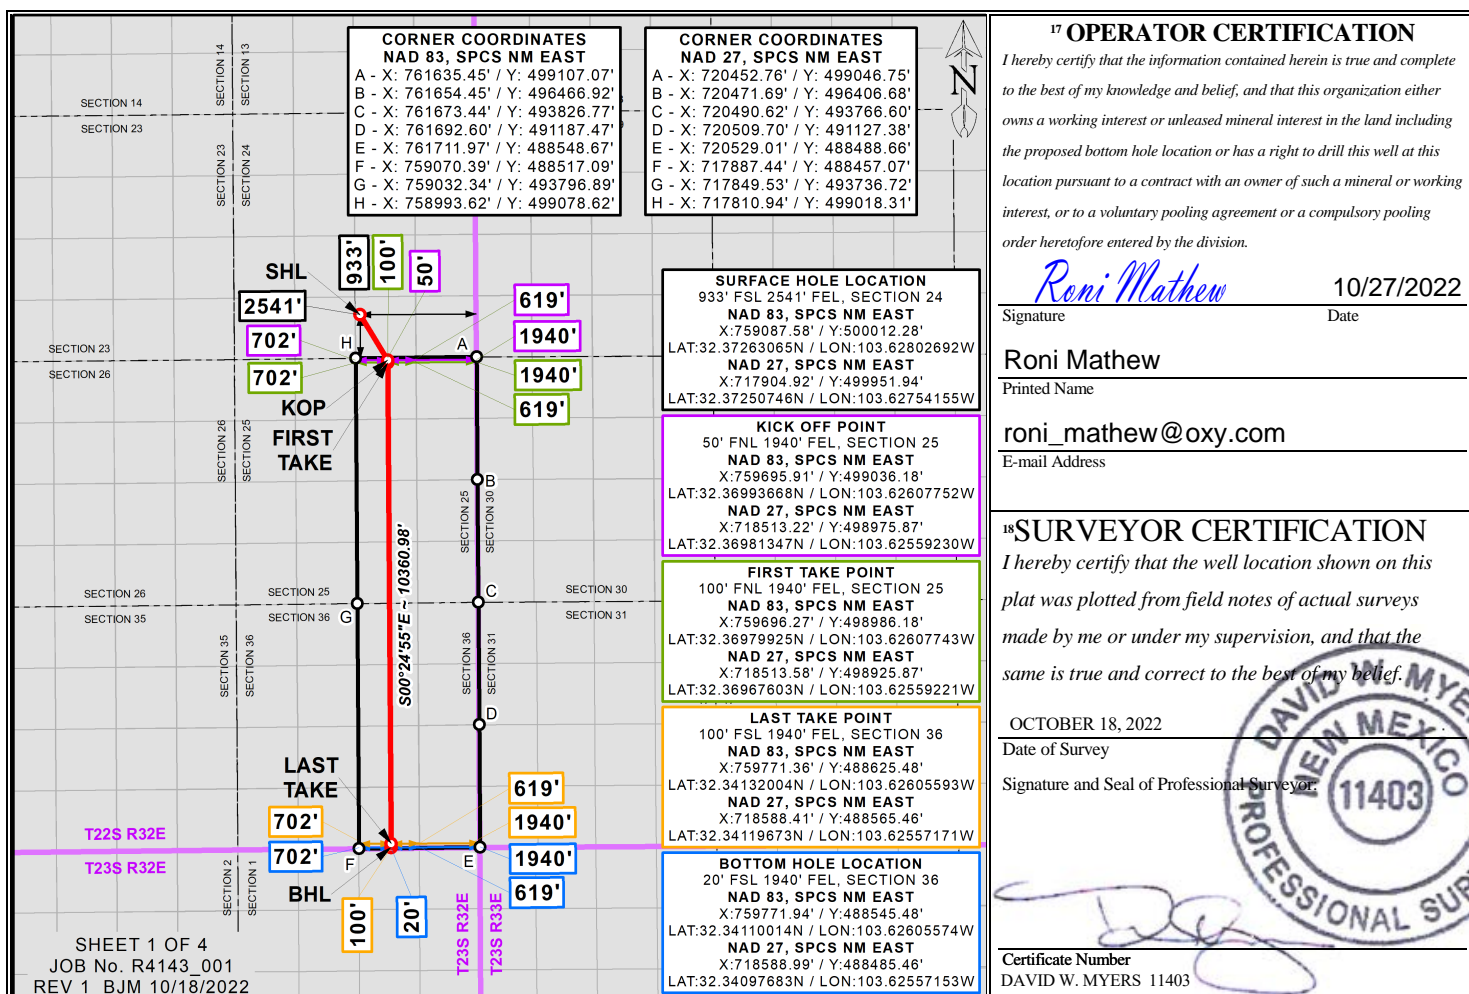 CORNER COORDINATES
NAD 83, SPCS NM EAST
A - X: 761635.45' / Y: 499107.07'
B - X: 761654.45' / Y: 496466.92'
C - X: 761673.44' / Y: 493826.77'
D - X: 761692.60' / Y: 491187.47'
E - X: 761711.97' / Y: 488548.67'
F - X: 759070.39' / Y: 488517.09'
G - X: 759032.34' / Y: 493796.89'
H - X: 758993.62' / Y: 499078.62'
CORNER COORDINATES
NAD 27, SPCS NM EAST
A - X: 720452.76' / Y: 499046.75'
B - X: 720471.69' / Y: 496406.68'
C - X: 720490.62' / Y: 493766.60'
D - X: 720509.70' / Y: 491127.38'
E - X: 720529.01' / Y: 488488.66'
F - X: 717887.44' / Y: 488457.07'
G - X: 717849.53' / Y: 493736.72'
H - X: 717810.94' / Y: 499018.31'
N
SECTION 14
SECTION 13
SECTION 14
SECTION 23
SECTION 23
SECTION 24
SHL
933'
100'
50'
2541'
619'
702'
H
A
1940'
SECTION 23
SECTION 26
702'
1940'
KOP
619'
FIRST
TAKE
SECTION 26
SECTION 25
B
SECTION 25
SECTION 30
S00°24'55"E ~ 10360.98'
SECTION 26
SECTION 35
SECTION 25
SECTION 36
G
C
SECTION 30
SECTION 31
SECTION 35
SECTION 36
SECTION 36
SECTION 31
D
LAST
TAKE
619'
702'
1940'
T22S R32E
T23S R32E
702'
F
E
1940'
BHL
619'
SECTION 2
SECTION 1
100'
20'
T23S R32E
T23S R33E
SHEET 1 OF 4
JOB No. R4143_001
REV 1 BJM 10/18/2022
SURFACE HOLE LOCATION
933' FSL 2541' FEL, SECTION 24
NAD 83, SPCS NM EAST
X:759087.58' / Y:500012.28'
LAT:32.37263065N / LON:103.62802692W
NAD 27, SPCS NM EAST
X:717904.92' / Y:499951.94'
LAT:32.37250746N / LON:103.62754155W
KICK OFF POINT
50' FNL 1940' FEL, SECTION 25
NAD 83, SPCS NM EAST
X:759695.91' / Y:499036.18'
LAT:32.36993668N / LON:103.62607752W
NAD 27, SPCS NM EAST
X:718513.22' / Y:498975.87'
LAT:32.36981347N / LON:103.62559230W
FIRST TAKE POINT
100' FNL 1940' FEL, SECTION 25
NAD 83, SPCS NM EAST
X:759696.27' / Y:498986.18'
LAT:32.36979925N / LON:103.62607743W
NAD 27, SPCS NM EAST
X:718513.58' / Y:498925.87'
LAT:32.36967603N / LON:103.62559221W
LAST TAKE POINT
100' FSL 1940' FEL, SECTION 36
NAD 83, SPCS NM EAST
X:759771.36' / Y:488625.48'
LAT:32.34132004N / LON:103.62605593W
NAD 27, SPCS NM EAST
X:718588.41' / Y:488565.46'
LAT:32.34119673N / LON:103.62557171W
BOTTOM HOLE LOCATION
20' FSL 1940' FEL, SECTION 36
NAD 83, SPCS NM EAST
X:759771.94' / Y:488545.48'
LAT:32.34110014N / LON:103.62605574W
NAD 27, SPCS NM EAST
X:718588.99' / Y:488485.46'
LAT:32.34097683N / LON:103.62557153W
17 OPERATOR CERTIFICATION
I hereby certify that the information contained herein is true and complete
to the best of my knowledge and belief, and that this organization either
owns a working interest or unleased mineral interest in the land including
the proposed bottom hole location or has a right to drill this well at this
location pursuant to a contract with an owner of such a mineral or working
interest, or to a voluntary pooling agreement or a compulsory pooling
order heretofore entered by the division.
Roni Mathew 10/27/2022
Signature Date
Roni Mathew
Printed Name
roni_mathew@oxy.com
E-mail Address
18 SURVEYOR CERTIFICATION
I hereby certify that the well location shown on this
plat was plotted from field notes of actual surveys
made by me or under my supervision, and that the
same is true and correct to the best of my belief.
OCTOBER 18, 2022
Date of Survey
Signature and Seal of Professional Surveyor:
DAVID W. MYE
NEW MEXICO
11403
PROFESSIONAL SU
Certificate Number
DAVID W. MYERS 11403